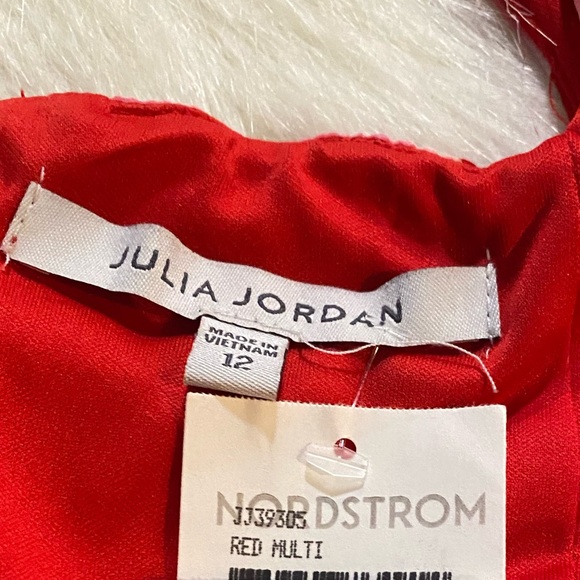 JULIA JORDAN
MADE IN
VIETNAM
12
NORDSTROM
JJ39305
RED MULTI